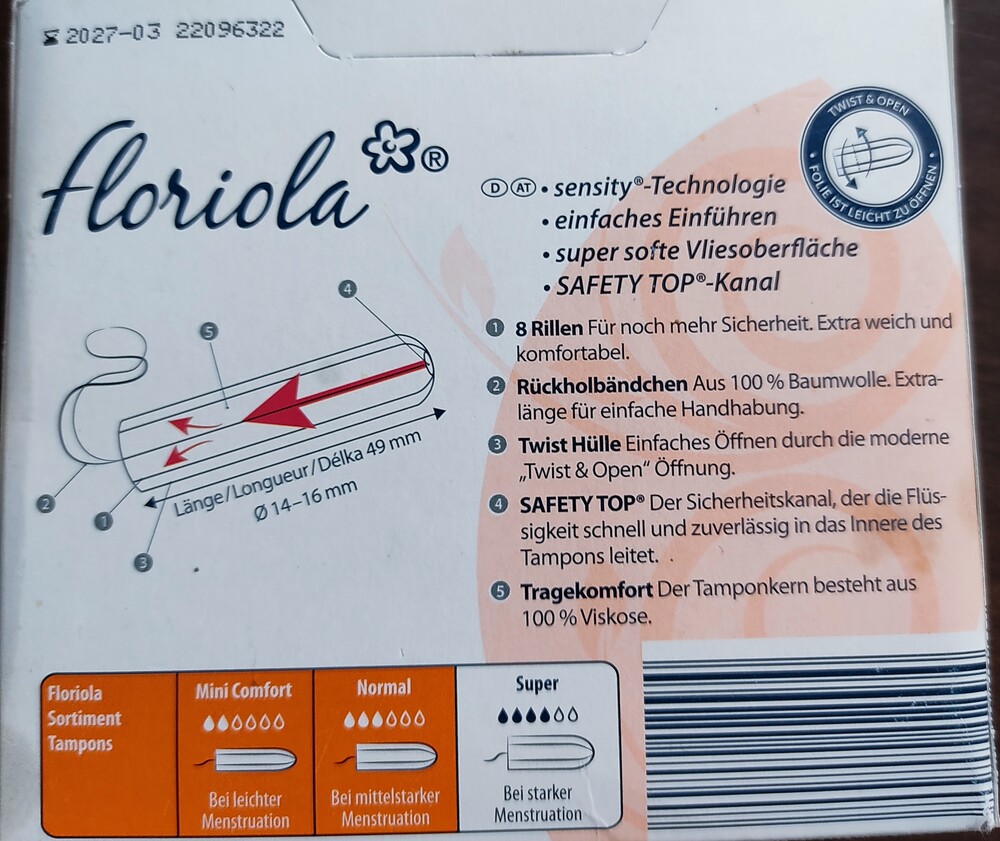 2027-03 22096322
floriola ®
TWIST & OPEN
FOLIE IST LEICHT ZU ÖFFNEN
D AT • sensity®-Technologie
• einfaches Einführen
• super softe Vliesoberfläche
• SAFETY TOP®-Kanal
1 8 Rillen Für noch mehr Sicherheit. Extra weich und
komfortabel.
2 Rückholbändchen Aus 100 % Baumwolle. Extra-
länge für einfache Handhabung.
3 Twist Hülle Einfaches Öffnen durch die moderne
„Twist & Open“ Öffnung.
4 SAFETY TOP® Der Sicherheitskanal, der die Flüs-
sigkeit schnell und zuverlässig in das Innere des
Tampons leitet.
5 Tragekomfort Der Tamponkern besteht aus
100 % Viskose.
4
5
2
1
3
Länge/Longueur/Délka 49 mm
Ø 14–16 mm
Floriola
Sortiment
Tampons
Mini Comfort
Bei leichter
Menstruation
Normal
Bei mittelstarker
Menstruation
Super
Bei starker
Menstruation